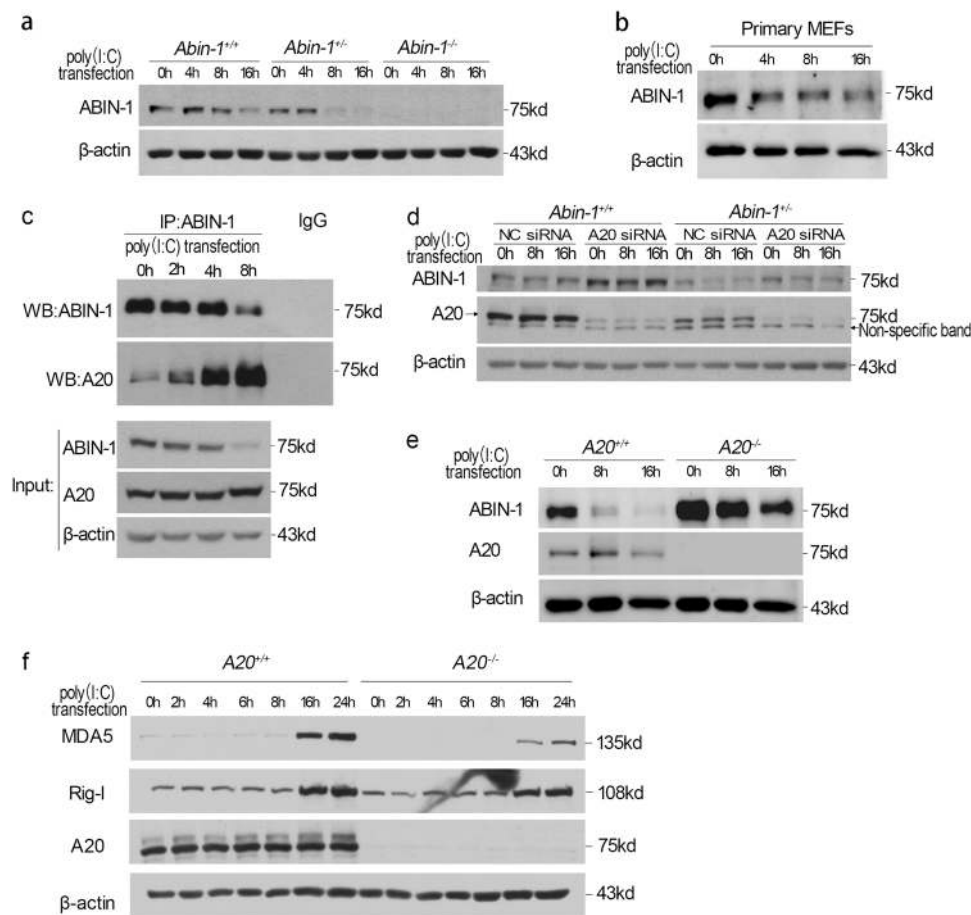 a
poly(I:C) transfection
Abin-1+/+ Abin-1+/- Abin-1-/-
0h 4h 8h 16h 0h 4h 8h 16h 0h 4h 8h 16h
ABIN-1 75kd
β-actin 43kd
b
Primary MEFs
poly(I:C) transfection
0h 4h 8h 16h
ABIN-1 75kd
β-actin 43kd
c
IP:ABIN-1 IgG
poly(I:C) transfection
0h 2h 4h 8h
WB:ABIN-1 75kd
WB:A20 75kd
Input:
ABIN-1 75kd
A20 75kd
β-actin 43kd
d
Abin-1+/+ Abin-1+/-
poly(I:C) transfection
NC siRNA A20 siRNA NC siRNA A20 siRNA
0h 8h 16h 0h 8h 16h 0h 8h 16h 0h 8h 16h
ABIN-1 75kd
A20 75kd
Non-specific band
β-actin 43kd
e
A20+/+ A20-/-
poly(I:C) transfection
0h 8h 16h 0h 8h 16h
ABIN-1 75kd
A20 75kd
β-actin 43kd
f
A20+/+ A20-/-
poly(I:C) transfection
0h 2h 4h 6h 8h 16h 24h 0h 2h 4h 6h 8h 16h 24h
MDA5 135kd
Rig-I 108kd
A20 75kd
β-actin 43kd